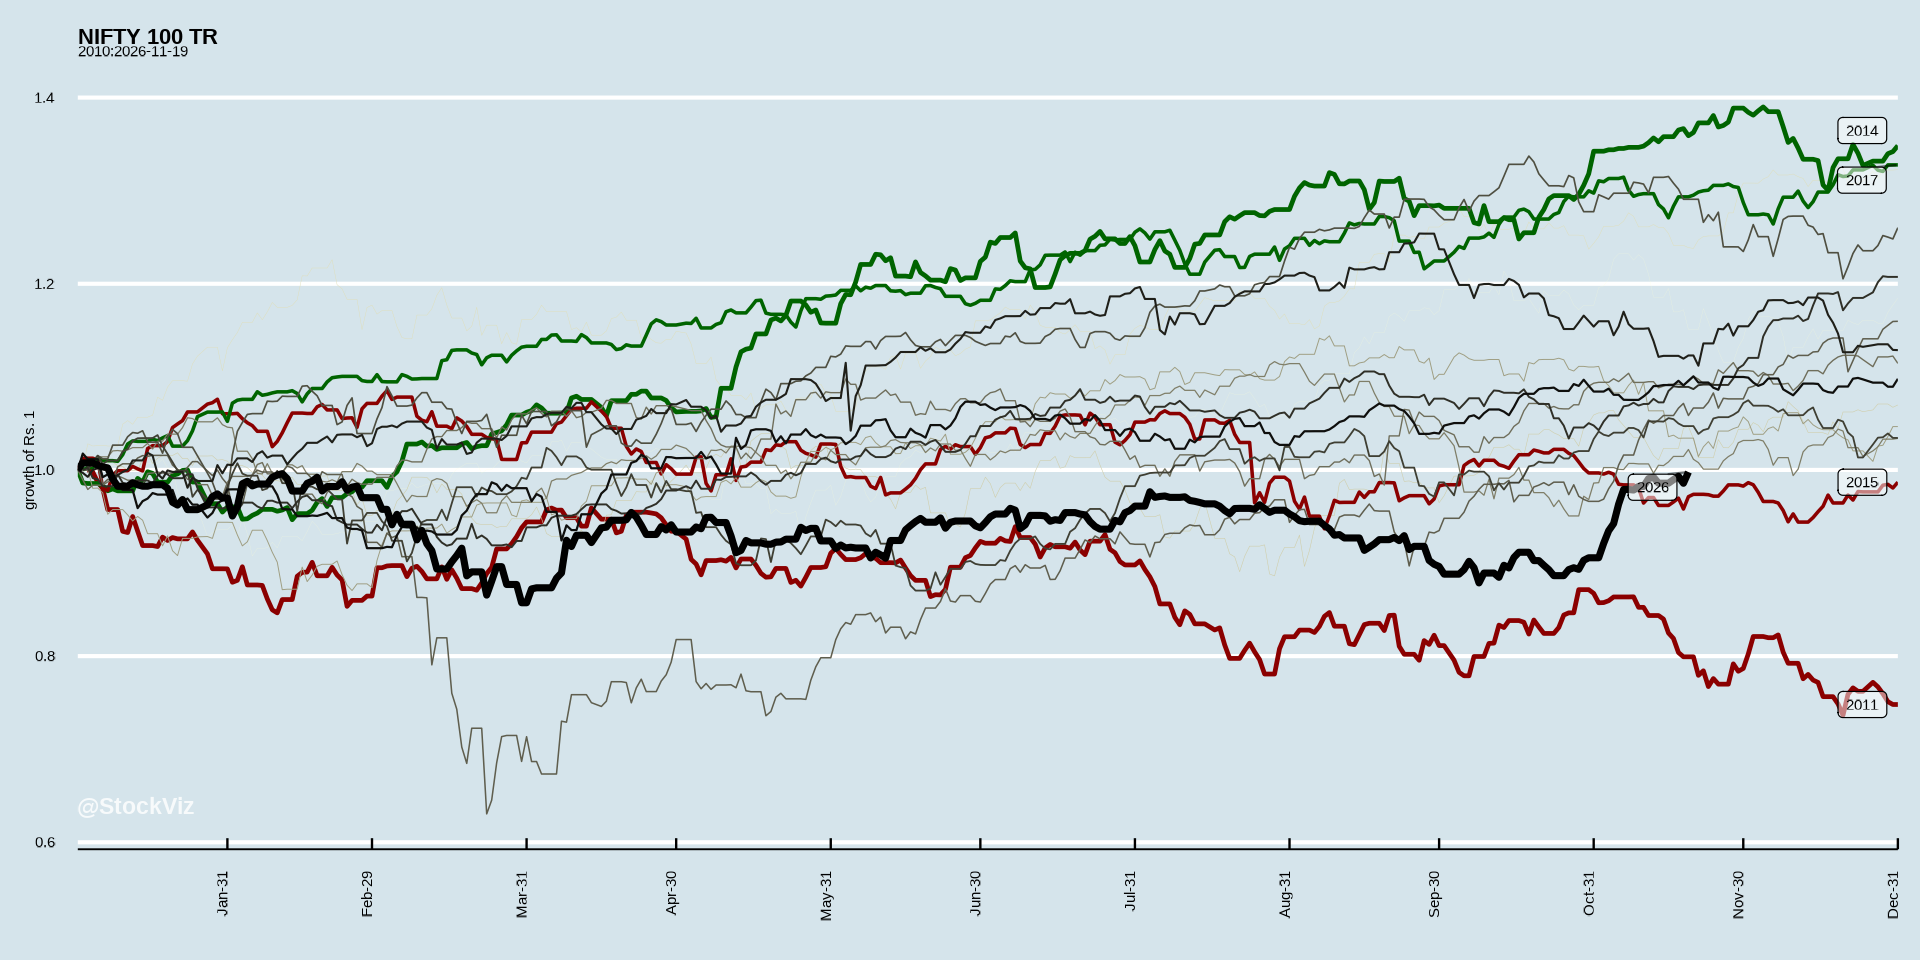 NIFTY 100 TR
2010:2026-11-19
growth of Rs. 1
1.4
1.2
1.0
0.8
0.6
2014
2017
2026
2015
2011
@StockViz
Jan-31
Feb-29
Mar-31
Apr-30
May-31
Jun-30
Jul-31
Aug-31
Sep-30
Oct-31
Nov-30
Dec-31